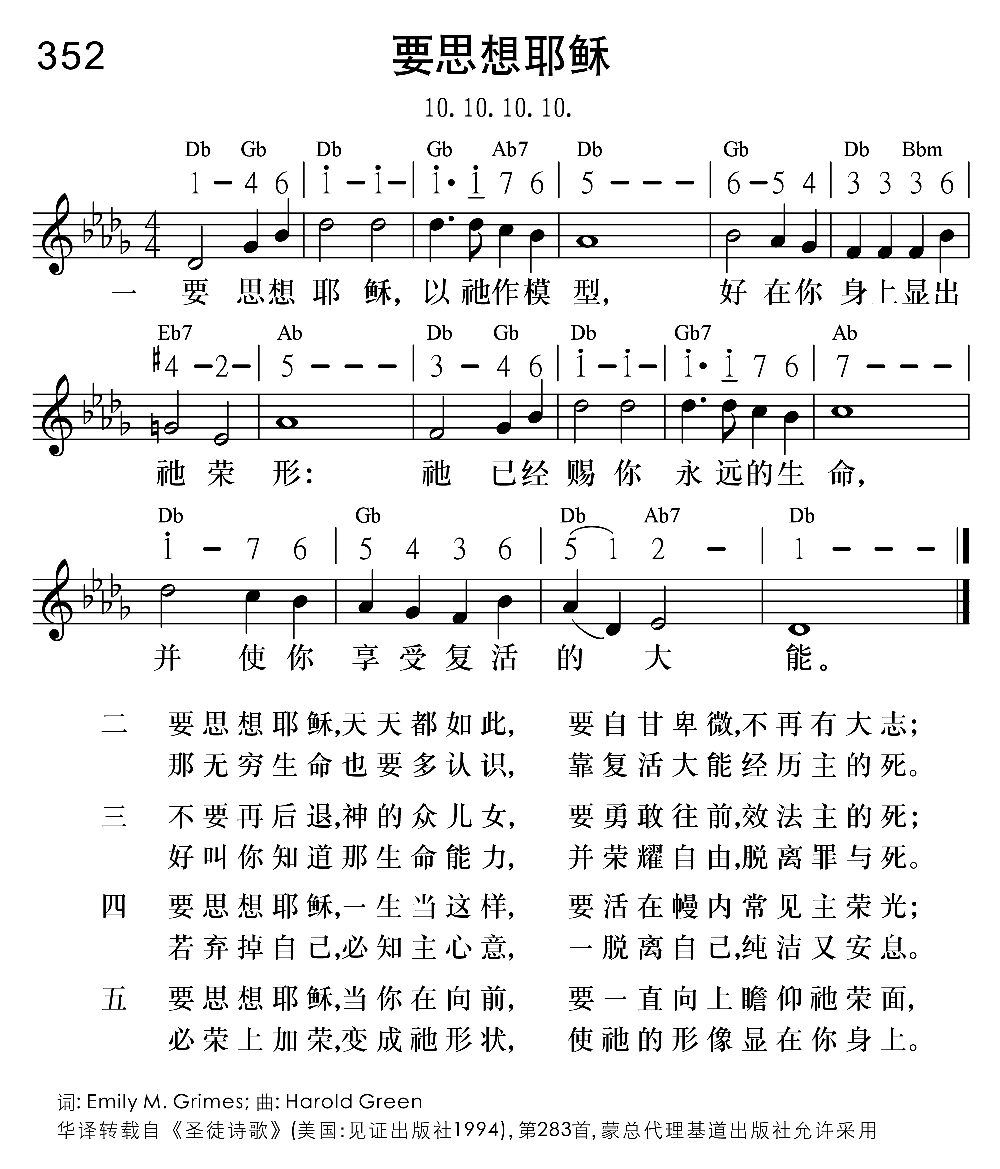 352
要思想耶稣
10. 10. 10. 10.
Db Gb Db Gb Ab7 Db Gb Db Bbm
1 – 4 6 | i – i – | i· i 7 6 | 5 – – – | 6 – 5 4 | 3 3 3 6 |
4
4
一 要 思想 耶 稣, 以 祂作模 型, 好 在你 身上显出
Eb7 Ab Db Gb Db Gb7 Ab
#4 – 2 – | 5 – – – | 3 – 4 6 | i – i – | i· i 7 6 | 7 – – – |
祂 荣 形: 祂 已经 赐 你 永 远的生 命,
Db Gb Db Ab7 Db
i – 7 6 | 5 4 3 6 | 5 1 2 – | 1 – – – ||
并 使你 享受复活 的 大 能。
二 要思想耶稣,天天都如此, 要自甘卑微,不再有大志;
那无穷生命也要多认识, 靠复活大能经历主的死。
三 不要再后退,神的众儿女, 要勇敢往前,效法主的死;
好叫你知道那生命能力, 并荣耀自由,脱离罪与死。
四 要思想耶稣,一生当这样, 要活在幔内常见主荣光;
若弃掉自己,必知主心意, 一脱离自己,纯洁又安息。
五 要思想耶稣,当你在向前, 要一直向上瞻仰祂荣面,
必荣上加荣,变成祂形状, 使祂的形像显在你身上。
词: Emily M. Grimes; 曲: Harold Green
华译转载自《圣徒诗歌》(美国:见证出版社1994), 第283首, 蒙总代理基道出版社允许采用